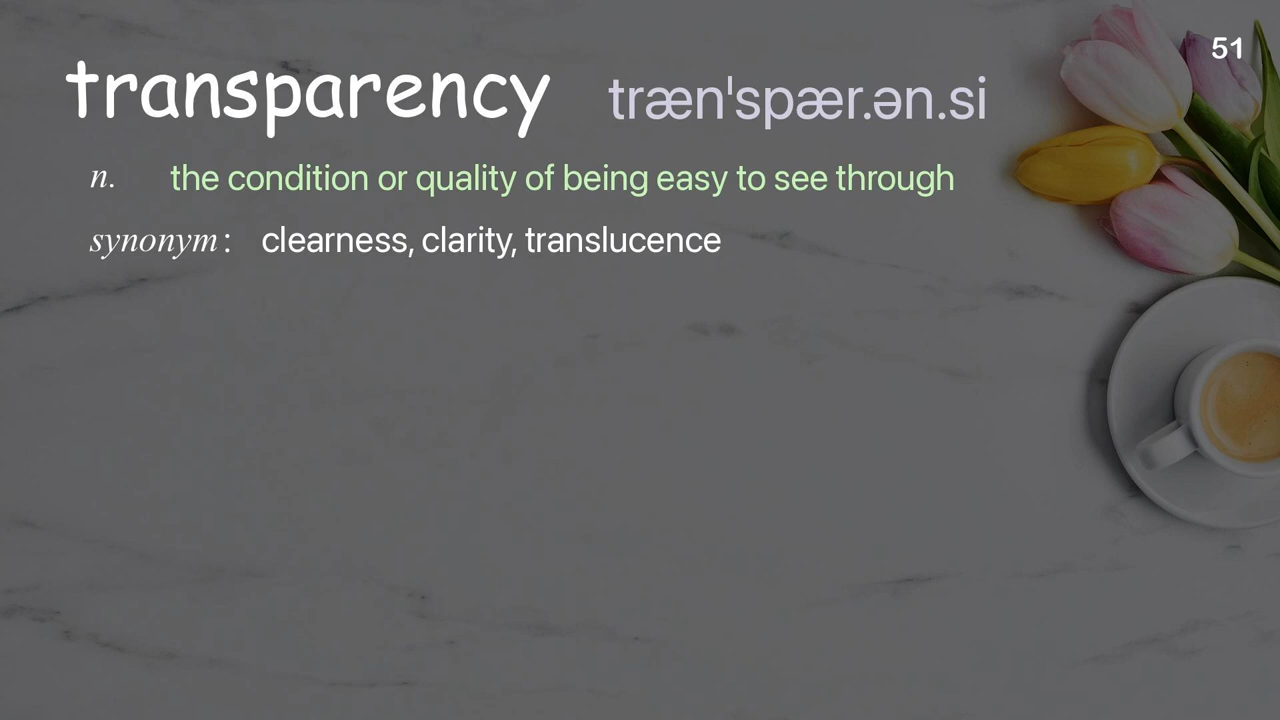 51
transparency træn'spær.ən.si
n. the condition or quality of being easy to see through
synonym: clearness, clarity, translucence